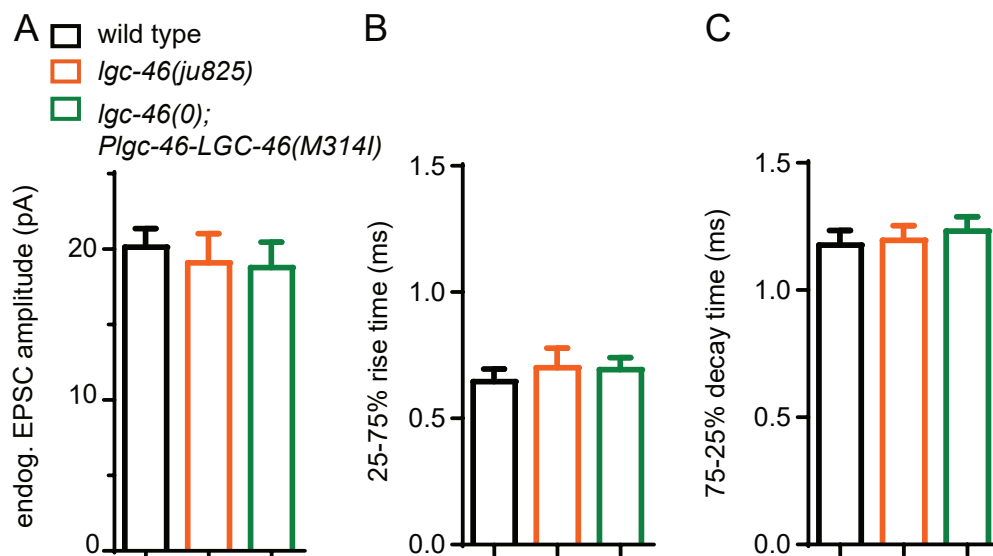 A
wild type
lgc-46(ju825)
lgc-46(0);
Plgc-46-LGC-46(M314I)
endog. EPSC amplitude (pA)
20
10
0
B
25-75% rise time (ms)
1.5
1.0
0.5
0.0
C
75-25% decay time (ms)
1.5
1.0
0.5
0.0